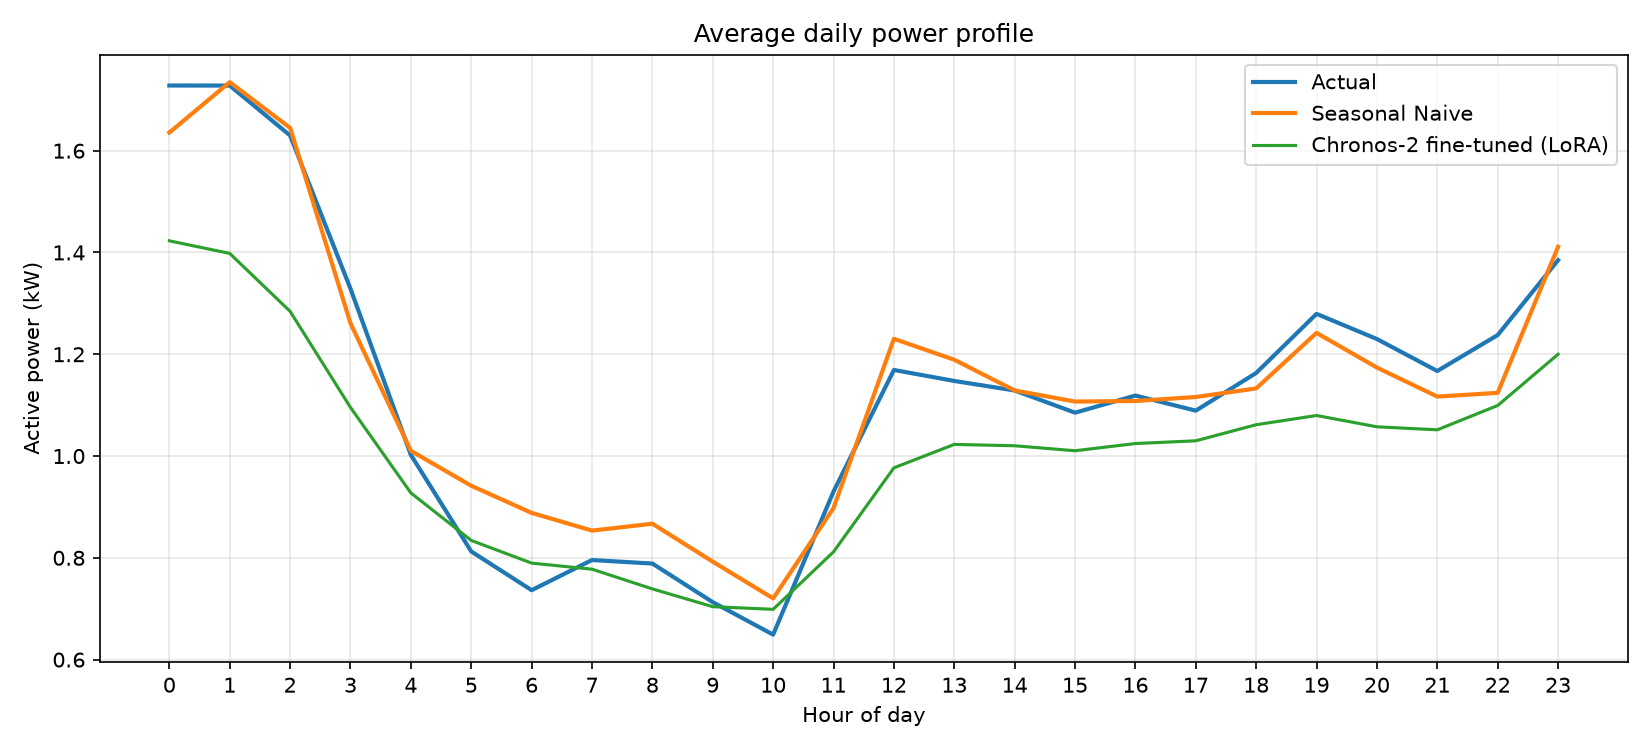 Average daily power profile
Actual
Seasonal Naive
Chronos-2 fine-tuned (LoRA)
Active power (kW)
1.6
1.4
1.2
1.0
0.8
0.6
0 1 2 3 4 5 6 7 8 9 10 11 12 13 14 15 16 17 18 19 20 21 22 23
Hour of day